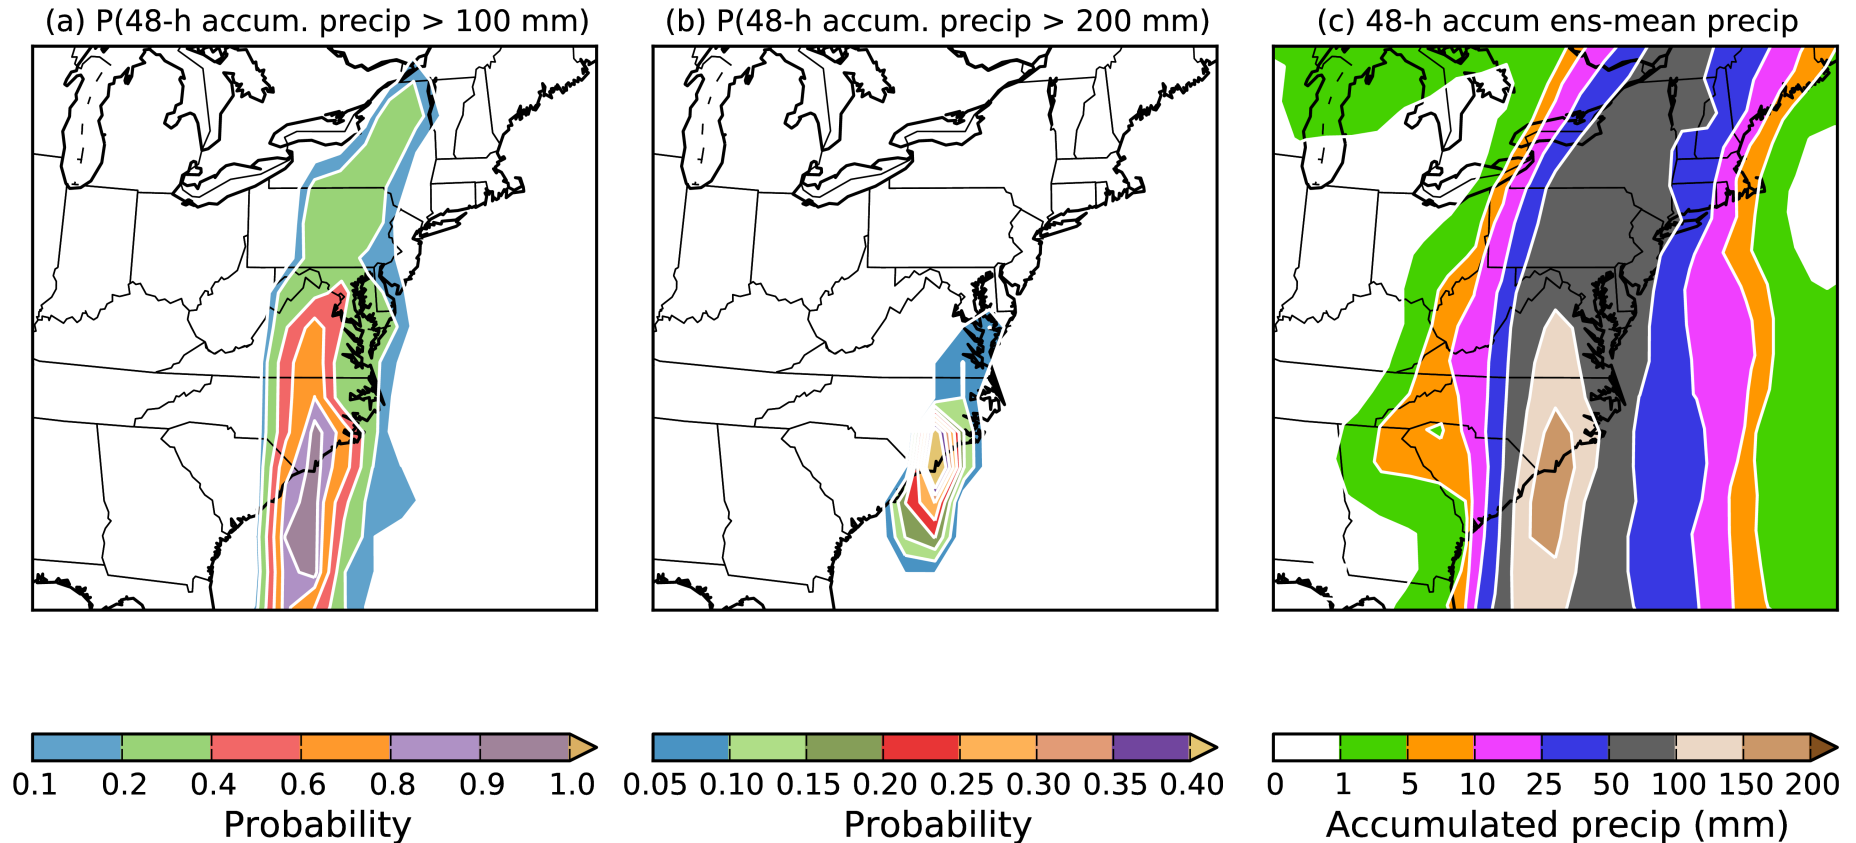 (a) P(48-h accum. precip > 100 mm)
(b) P(48-h accum. precip > 200 mm)
(c) 48-h accum ens-mean precip
0.1 0.2 0.4 0.6 0.8 0.9 1.0
Probability
0.05 0.10 0.15 0.20 0.25 0.30 0.35 0.40
Probability
0 1 5 10 25 50 100 150 200
Accumulated precip (mm)